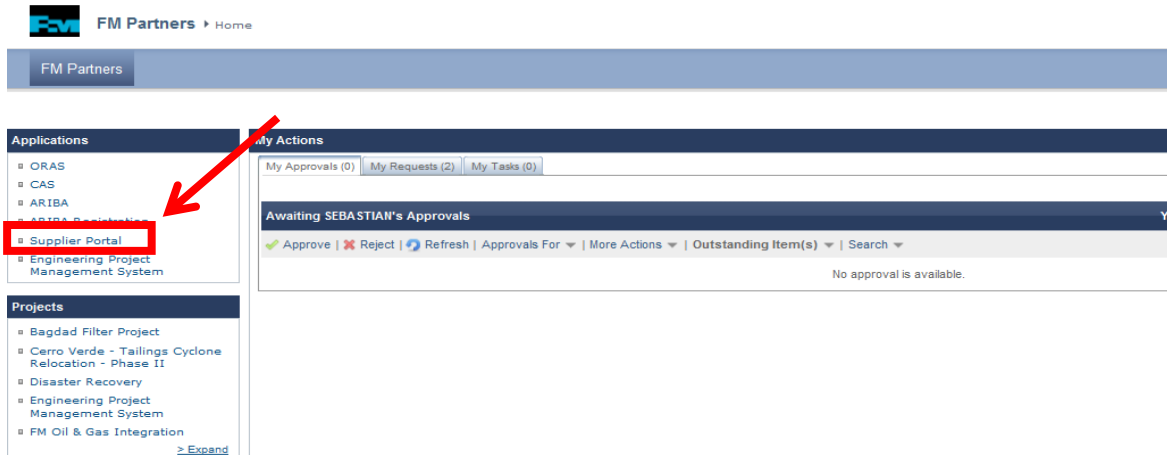 FM FM Partners ▸ Home
FM Partners
Applications
ORAS
CAS
ARIBA
ARIBA Registration
Supplier Portal
Engineering Project
Management System
Projects
Bagdad Filter Project
Cerro Verde - Tailings Cyclone
Relocation - Phase II
Disaster Recovery
Engineering Project
Management System
FM Oil & Gas Integration
> Expand
My Actions
My Approvals (0) My Requests (2) My Tasks (0)
Awaiting SEBASTIAN's Approvals Y
Approve | Reject | Refresh | Approvals For | More Actions | Outstanding Item(s) | Search
No approval is available.